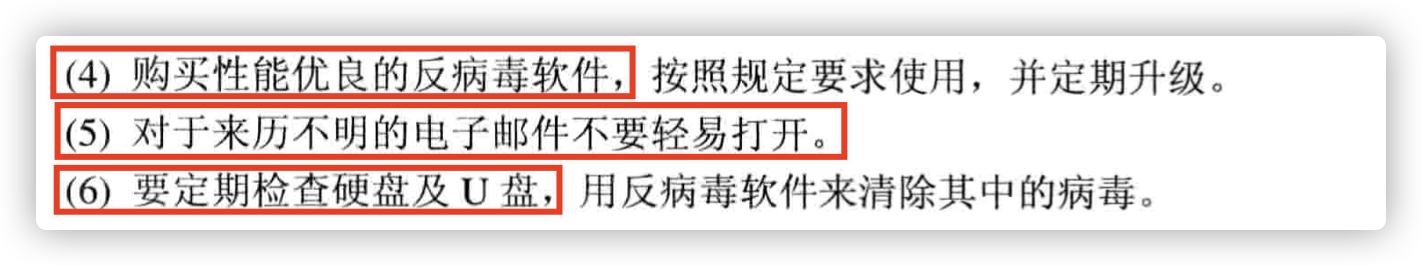 (4) 购买性能优良的反病毒软件，按照规定要求使用，并定期升级。
(5) 对于来历不明的电子邮件不要轻易打开。
(6) 要定期检查硬盘及 U 盘，用反病毒软件来清除其中的病毒。